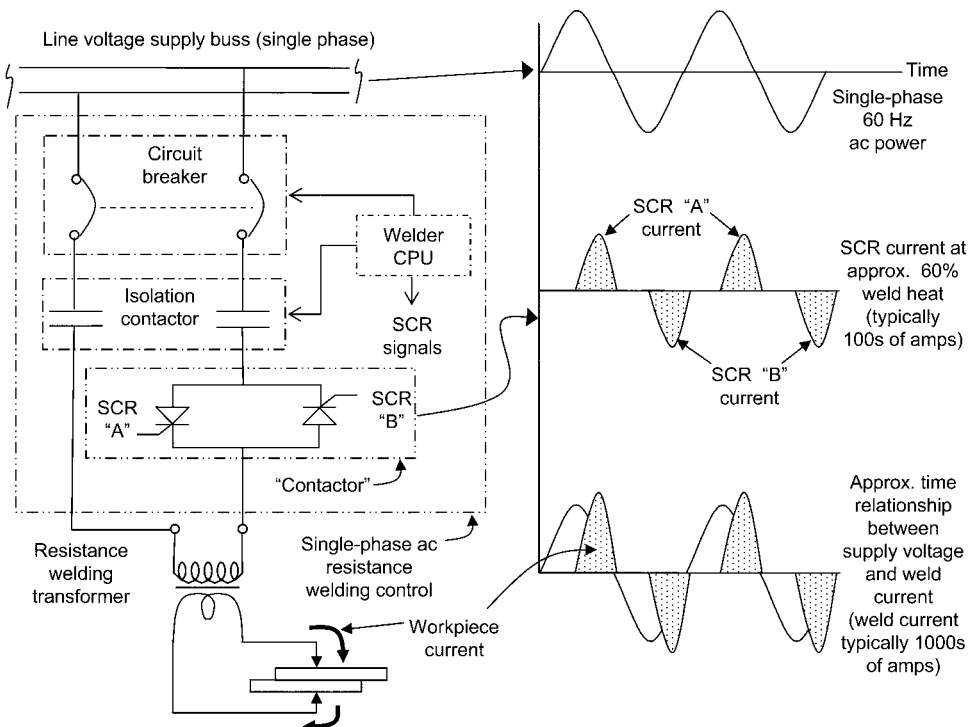 Line voltage supply buss (single phase)
Circuit
breaker
Welder
CPU
Isolation
contactor
SCR
signals
SCR
"A"
SCR
"B"
"Contactor"
Single-phase ac
resistance
welding control
Resistance
welding
transformer
Workpiece
current
Time
Single-phase
60 Hz
ac power
SCR "A"
current
SCR current at
approx. 60%
weld heat
(typically
100s of amps)
SCR "B"
current
Approx. time
relationship
between
supply voltage
and weld
current
(weld current
typically 1000s
of amps)